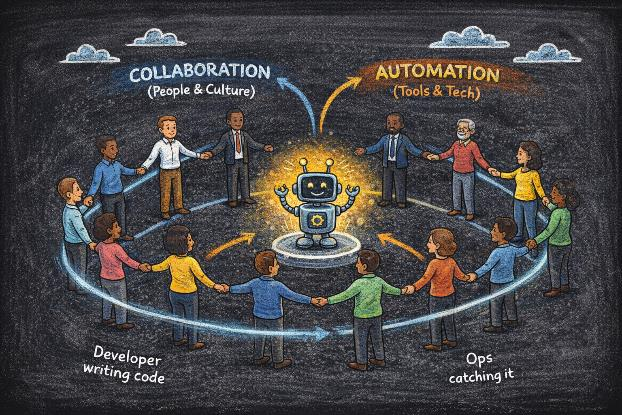 COLLABORATION
(People & Culture)
AUTOMATION
(Tools & Tech)
Developer
writing code
Ops
catching it